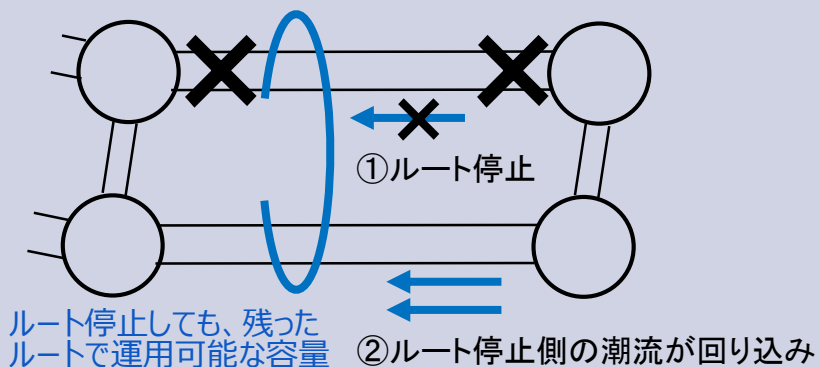 ①ルート停止
ルート停止しても、残った
ルートで運用可能な容量
②ルート停止側の潮流が回り込み